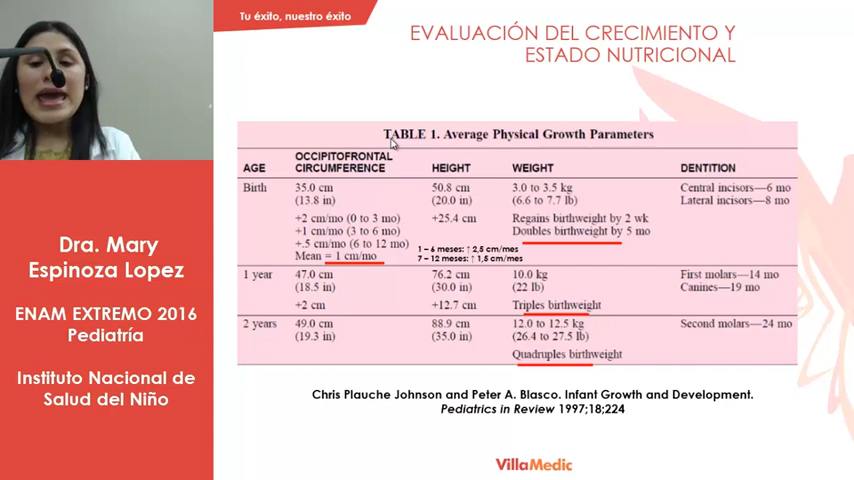 Tu éxito, nuestro éxito
EVALUACIÓN DEL CRECIMIENTO Y
ESTADO NUTRICIONAL
TABLE 1. Average Physical Growth Parameters
AGE OCCIPITOFRONTAL CIRCUMFERENCE HEIGHT WEIGHT DENTITION
Birth 35.0 cm 50.8 cm 3.0 to 3.5 kg Central incisors—6 mo
(13.8 in) (20.0 in) (6.6 to 7.7 lb) Lateral incisors—8 mo
+2 cm/mo (0 to 3 mo) +25.4 cm Regains birthweight by 2 wk
+1 cm/mo (3 to 6 mo) Doubles birthweight by 5 mo
+.5 cm/mo (6 to 12 mo) 1 – 6 meses: ↑ 2,5 cm/mes
Mean = 1 cm/mo 7 – 12 meses: ↑ 1,5 cm/mes
1 year 47.0 cm 76.2 cm 10.0 kg First molars—14 mo
(18.5 in) (30.0 in) (22 lb) Canines—19 mo
+2 cm +12.7 cm Triples birthweight
2 years 49.0 cm 88.9 cm 12.0 to 12.5 kg Second molars—24 mo
(19.3 in) (35.0 in) (26.4 to 27.5 lb)
Quadruples birthweight
Chris Plauche Johnson and Peter A. Blasco. Infant Growth and Development.
Pediatrics in Review 1997;18;224
VillaMedic
Dra. Mary
Espinoza Lopez
ENAM EXTREMO 2016
Pediatría
Instituto Nacional de
Salud del Niño